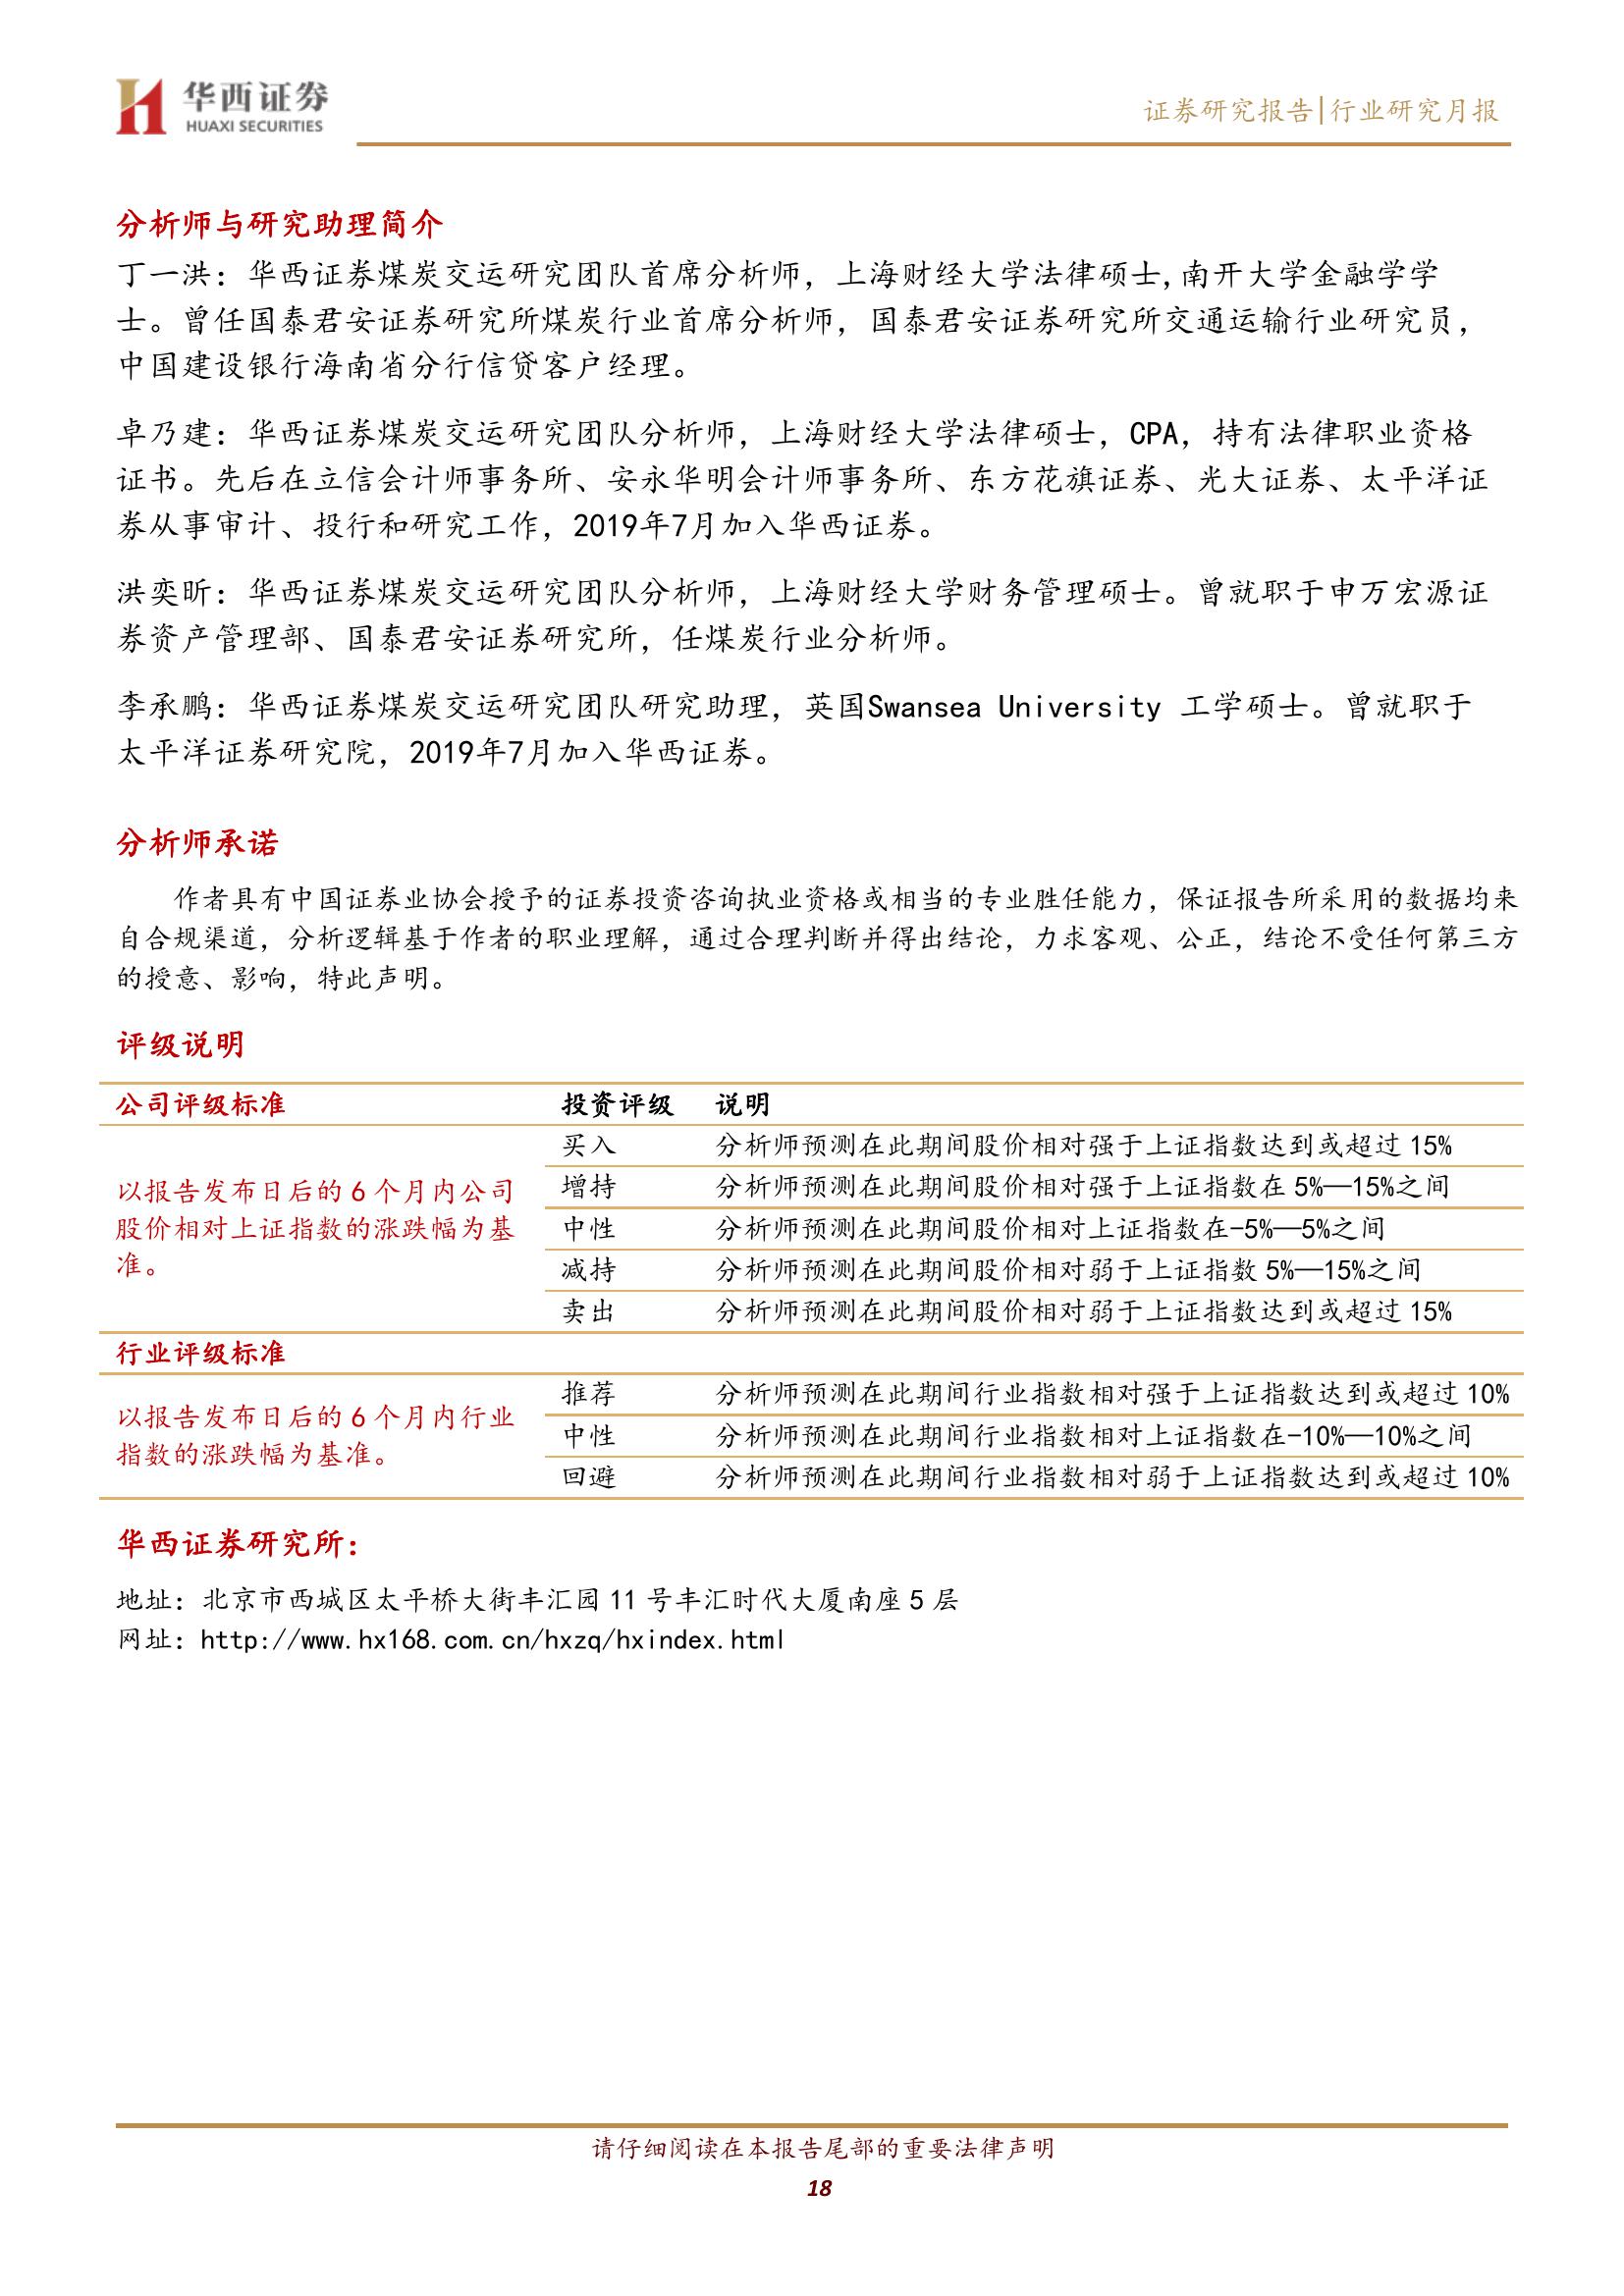 华西证券
HUAXI SECURITIES
证券研究报告|行业研究月报
分析师与研究助理简介
丁一洪：华西证券煤炭交运研究团队首席分析师，上海财经大学法律硕士,南开大学金融学学
士。曾任国泰君安证券研究所煤炭行业首席分析师，国泰君安证券研究所交通运输行业研究员，
中国建设银行海南省分行信贷客户经理。
卓乃建：华西证券煤炭交运研究团队分析师，上海财经大学法律硕士，CPA，持有法律职业资格
证书。先后在立信会计师事务所、安永华明会计师事务所、东方花旗证券、光大证券、太平洋证
券从事审计、投行和研究工作，2019年7月加入华西证券。
洪奕昕：华西证券煤炭交运研究团队分析师，上海财经大学财务管理硕士。曾就职于申万宏源证
券资产管理部、国泰君安证券研究所，任煤炭行业分析师。
李承鹏：华西证券煤炭交运研究团队研究助理，英国Swansea University 工学硕士。曾就职于
太平洋证券研究院，2019年7月加入华西证券。
分析师承诺
作者具有中国证券业协会授予的证券投资咨询执业资格或相当的专业胜任能力，保证报告所采用的数据均来
自合规渠道，分析逻辑基于作者的职业理解，通过合理判断并得出结论，力求客观、公正，结论不受任何第三方
的授意、影响，特此声明。
评级说明
公司评级标准 投资评级 说明
以报告发布日后的 6 个月内公司
股价相对上证指数的涨跌幅为基
准。
买入 分析师预测在此期间股价相对强于上证指数达到或超过 15%
增持 分析师预测在此期间股价相对强于上证指数在 5%—15%之间
中性 分析师预测在此期间股价相对上证指数在-5%—5%之间
减持 分析师预测在此期间股价相对弱于上证指数 5%—15%之间
卖出 分析师预测在此期间股价相对弱于上证指数达到或超过 15%
行业评级标准
以报告发布日后的 6 个月内行业
指数的涨跌幅为基准。
推荐 分析师预测在此期间行业指数相对强于上证指数达到或超过 10%
中性 分析师预测在此期间行业指数相对上证指数在-10%—10%之间
回避 分析师预测在此期间行业指数相对弱于上证指数达到或超过 10%
华西证券研究所：
地址：北京市西城区太平桥大街丰汇园 11 号丰汇时代大厦南座 5 层
网址：http://www.hx168.com.cn/hxzq/hxindex.html
请仔细阅读在本报告尾部的重要法律声明
18